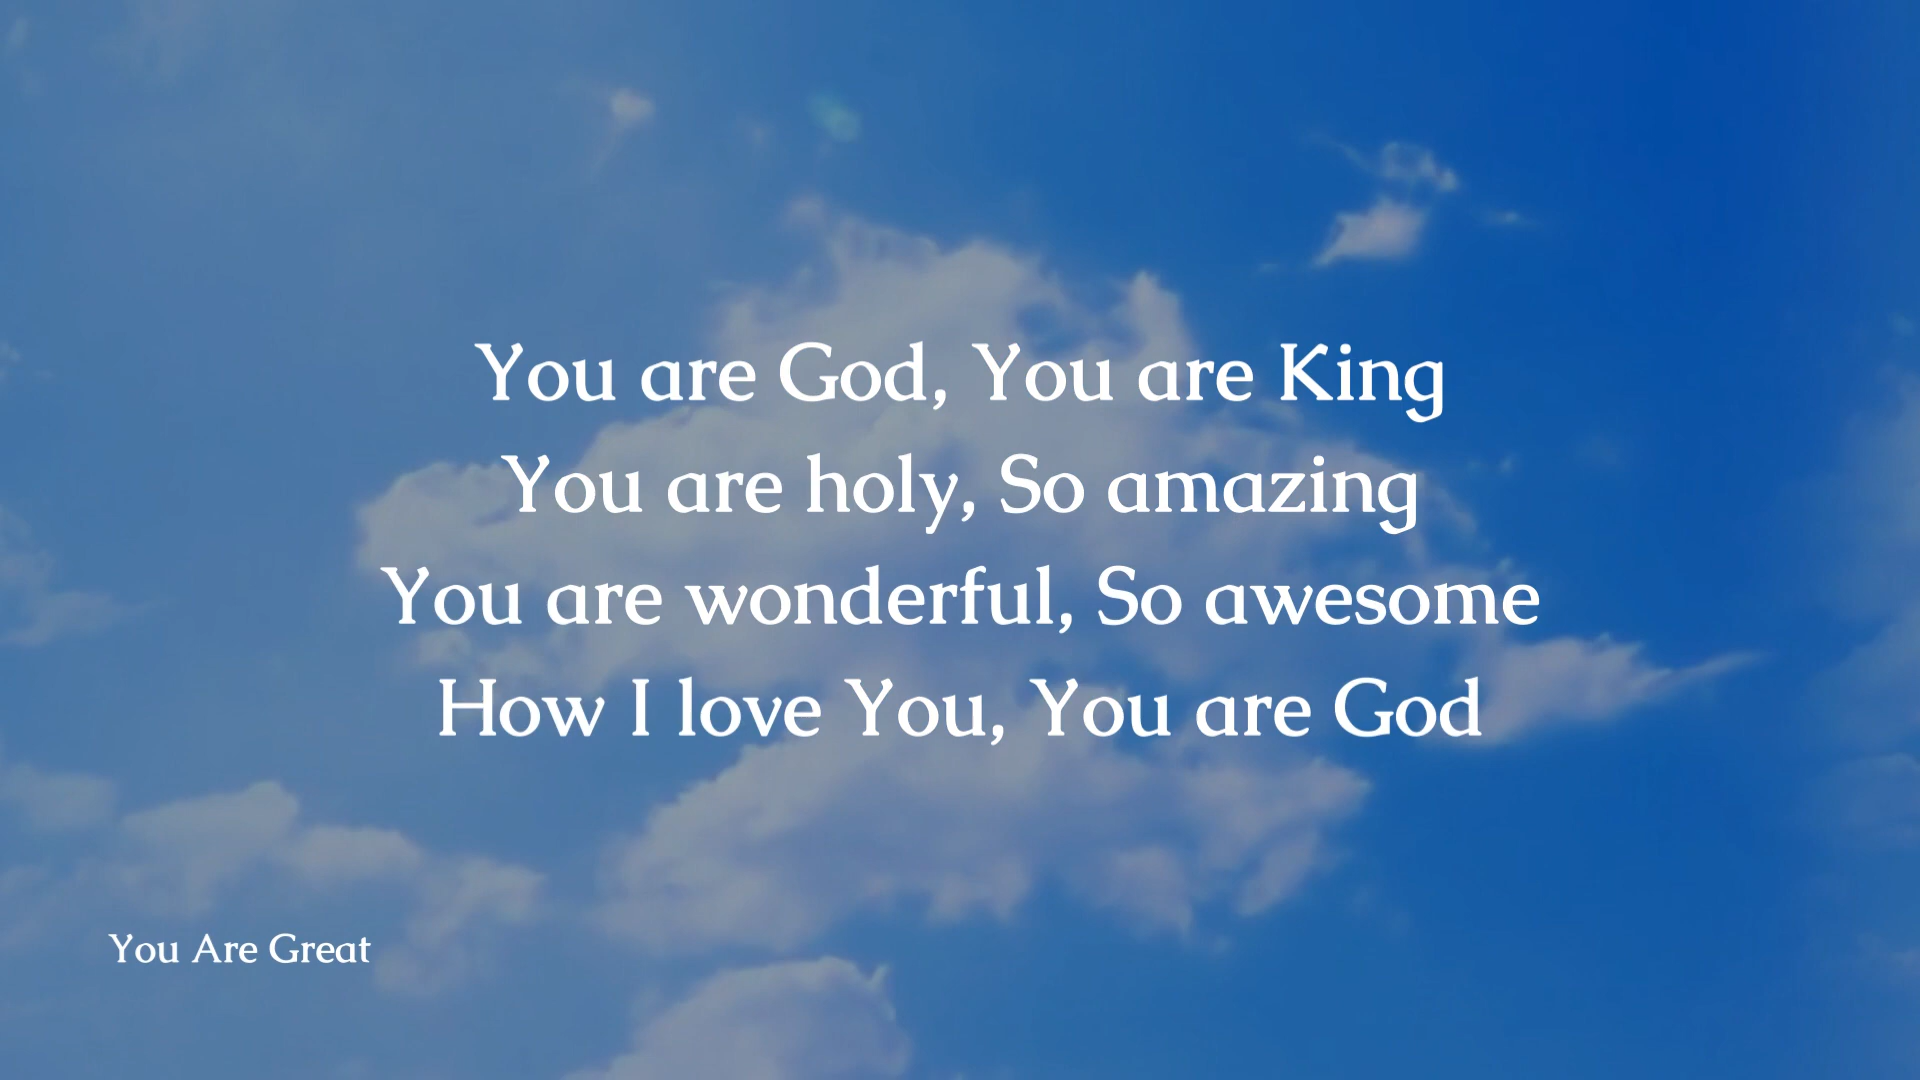 You are God, You are King
You are holy, So amazing
You are wonderful, So awesome
How I love You, You are God
You Are Great